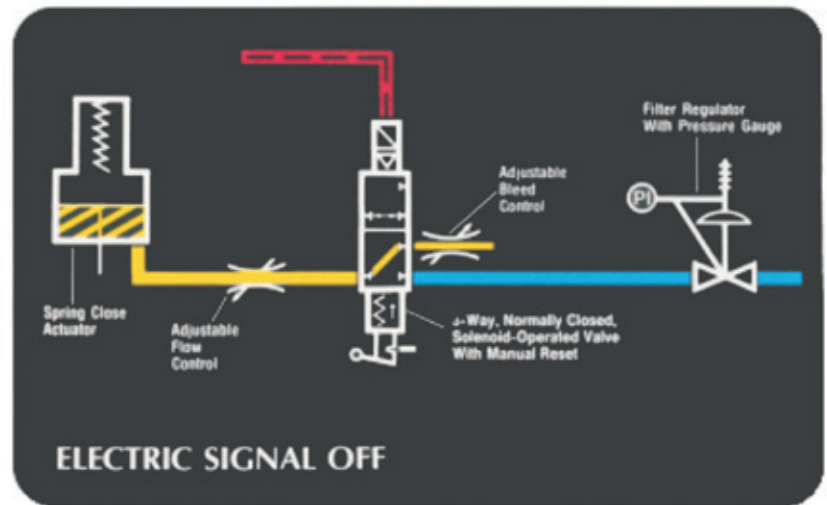 Filter Regulator
With Pressure Gauge
Adjustable
Bleed
Control
PI
Spring Close
Actuator
Adjustable
Flow
Control
-Way, Normally Closed,
Solenoid-Operated Valve
With Manual Reset
ELECTRIC SIGNAL OFF